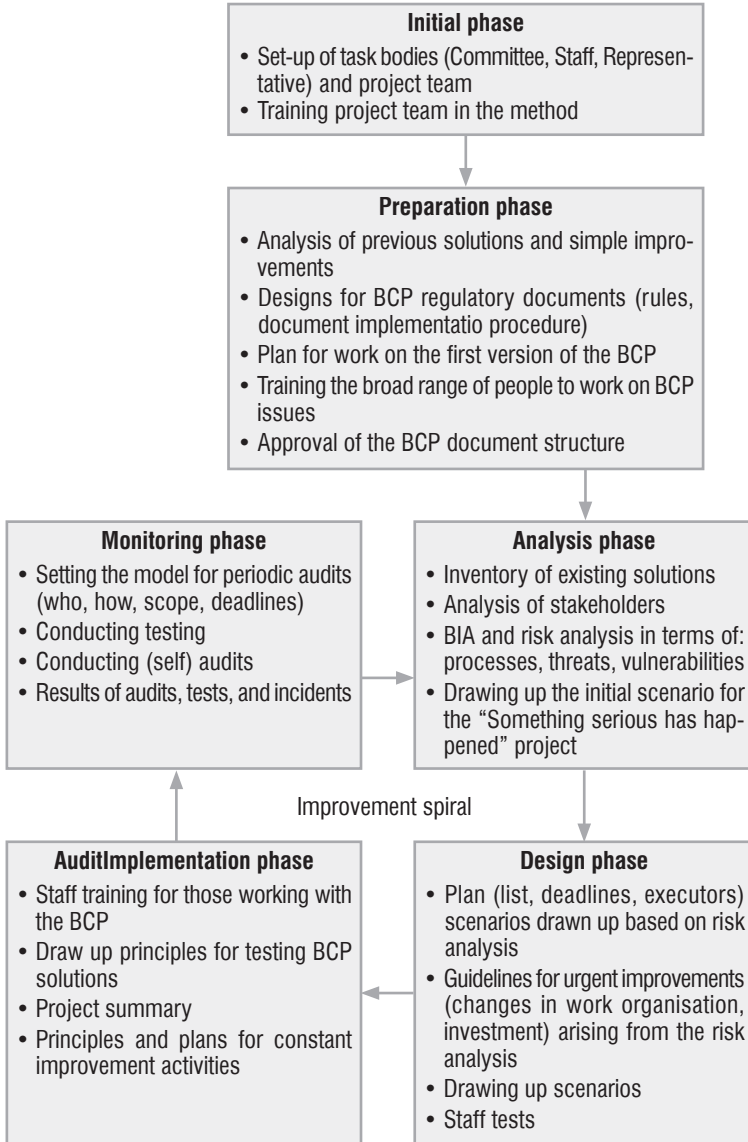 Initial phase
• Set-up of task bodies (Committee, Staff, Represen-
tative) and project team
• Training project team in the method
Preparation phase
• Analysis of previous solutions and simple impro-
vements
• Designs for BCP regulatory documents (rules,
document implementatio procedure)
• Plan for work on the first version of the BCP
• Training the broad range of people to work on BCP
issues
• Approval of the BCP document structure
Monitoring phase
• Setting the model for periodic audits
(who, how, scope, deadlines)
• Conducting testing
• Conducting (self) audits
• Results of audits, tests, and incidents
Analysis phase
• Inventory of existing solutions
• Analysis of stakeholders
• BIA and risk analysis in terms of:
processes, threats, vulnerabilities
• Drawing up the initial scenario for
the “Something serious has hap-
pened” project
Improvement spiral
AuditImplementation phase
• Staff training for those working with
the BCP
• Draw up principles for testing BCP
solutions
• Project summary
• Principles and plans for constant
improvement activities
Design phase
• Plan (list, deadlines, executors)
scenarios drawn up based on risk
analysis
• Guidelines for urgent improvements
(changes in work organisation,
investment) arising from the risk
analysis
• Drawing up scenarios
• Staff tests